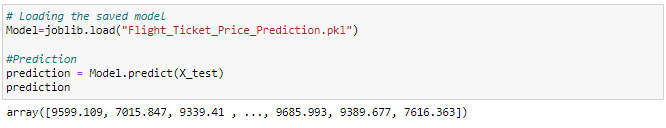 # Loading the saved model
Model=joblib.load("Flight_Ticket_Price_Prediction.pkl")
#Prediction
prediction = Model.predict(X_test)
prediction
array([9599.109, 7015.847, 9339.41 , ..., 9685.993, 9389.677, 7616.363])